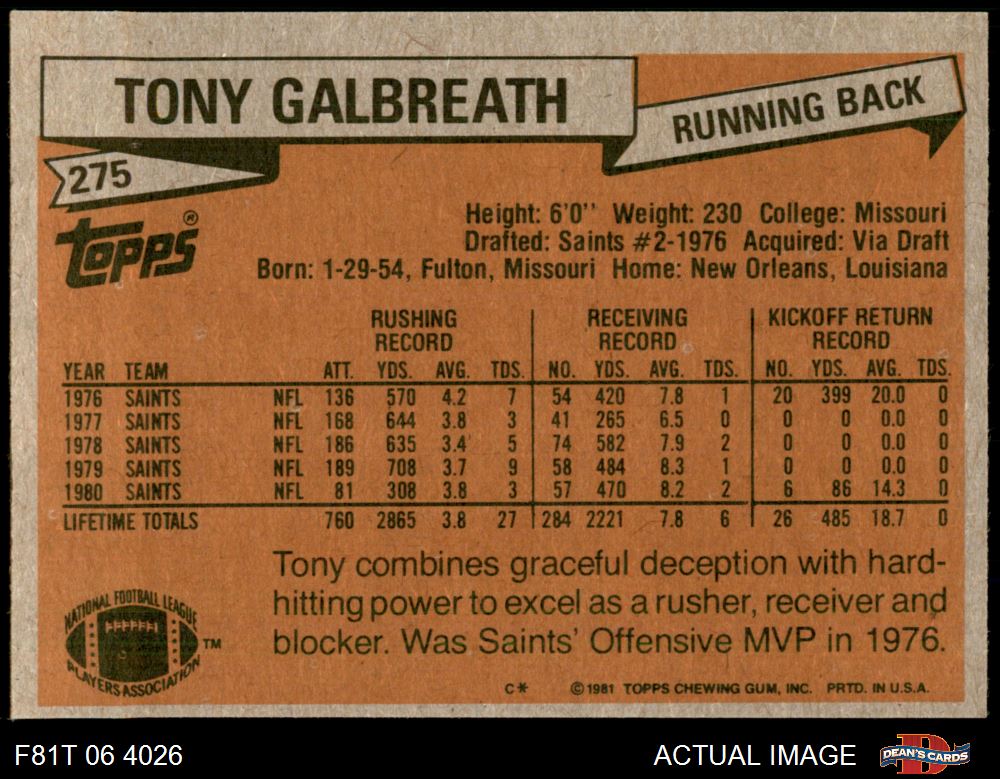 TONY GALBREATH
RUNNING BACK
275
topps®
Height: 6'0'' Weight: 230 College: Missouri
Drafted: Saints #2-1976 Acquired: Via Draft
Born: 1-29-54, Fulton, Missouri Home: New Orleans, Louisiana
RUSHING RECORD RECEIVING RECORD KICKOFF RETURN RECORD
YEAR TEAM ATT. YDS. AVG. TDS. NO. YDS. AVG. TDS. NO. YDS. AVG. TDS.
1976 SAINTS NFL 136 570 4.2 7 54 420 7.8 1 20 399 20.0 0
1977 SAINTS NFL 168 644 3.8 3 41 265 6.5 0 0 0 0.0 0
1978 SAINTS NFL 186 635 3.4 5 74 582 7.9 2 0 0 0.0 0
1979 SAINTS NFL 189 708 3.7 9 58 484 8.3 1 0 0 0.0 0
1980 SAINTS NFL 81 308 3.8 3 57 470 8.2 2 6 86 14.3 0
LIFETIME TOTALS 760 2865 3.8 27 284 2221 7.8 6 26 485 18.7 0
Tony combines graceful deception with hard-
hitting power to excel as a rusher, receiver and
blocker. Was Saints' Offensive MVP in 1976.
NATIONAL FOOTBALL LEAGUE
PLAYERS ASSOCIATION
TM
C* ©1981 TOPPS CHEWING GUM, INC. PRTD. IN U.S.A.
F81T 06 4026
ACTUAL IMAGE
DEAN'S CARDS